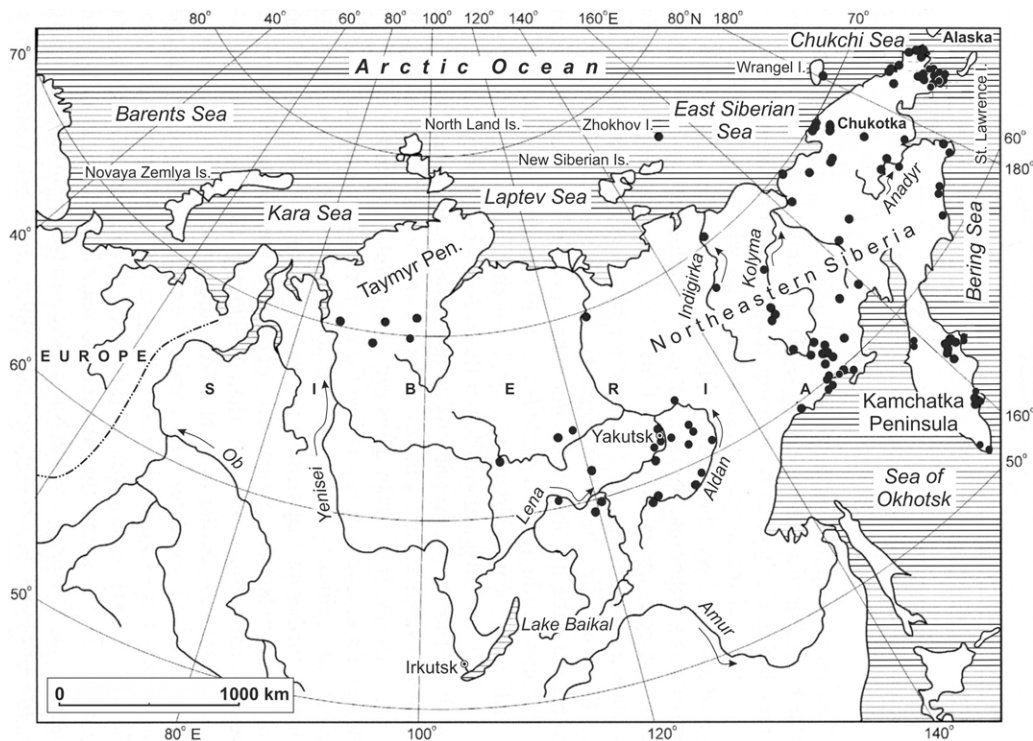 80° 40° 60° 80° 100° 120° 140° 160°E 80°N 180° 70°
Chukchi Sea
Alaska
70°
Arctic Ocean
Wrangel I.
St. Lawrence I.
Barents Sea
North Land Is.
Zhokhov I.
East Siberian
Sea
Chukotka
60°
New Siberian Is.
180°
Novaya Zemlya Is.
Laptev Sea
Kara Sea
Anadyr
40°
Taymyr Pen.
Indigirka
Kolyma
Bering Sea
Northeastern Siberia
EUROPE
60°
S I B E R I A
Kamchatka
Peninsula
160°
Yakutsk
50°
Ob
Yenisei
Lena
Aldan
Sea of
Okhotsk
50°
Lake Baikal
Amur
Irkutsk
0 1000 km
80° E 100° 120° 140°